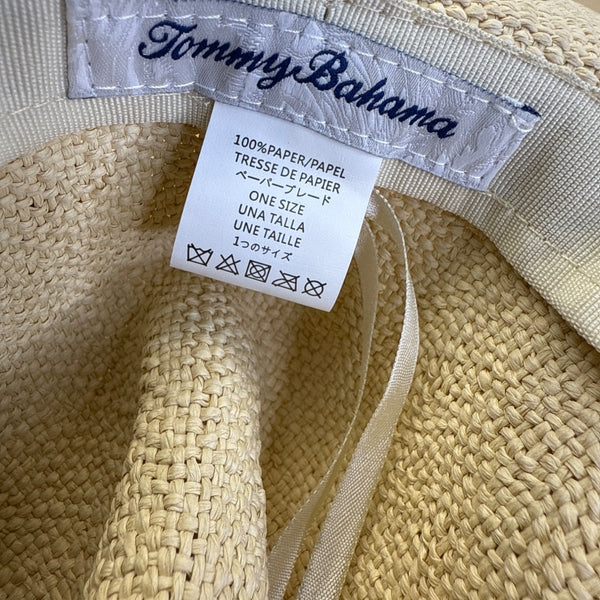 Tommy Bahama
100%PAPER/PAPEL
TRESSE DE PAPIER
ペーパーブレード
ONE SIZE
UNA TALLA
UNE TAILLE
1つのサイズ